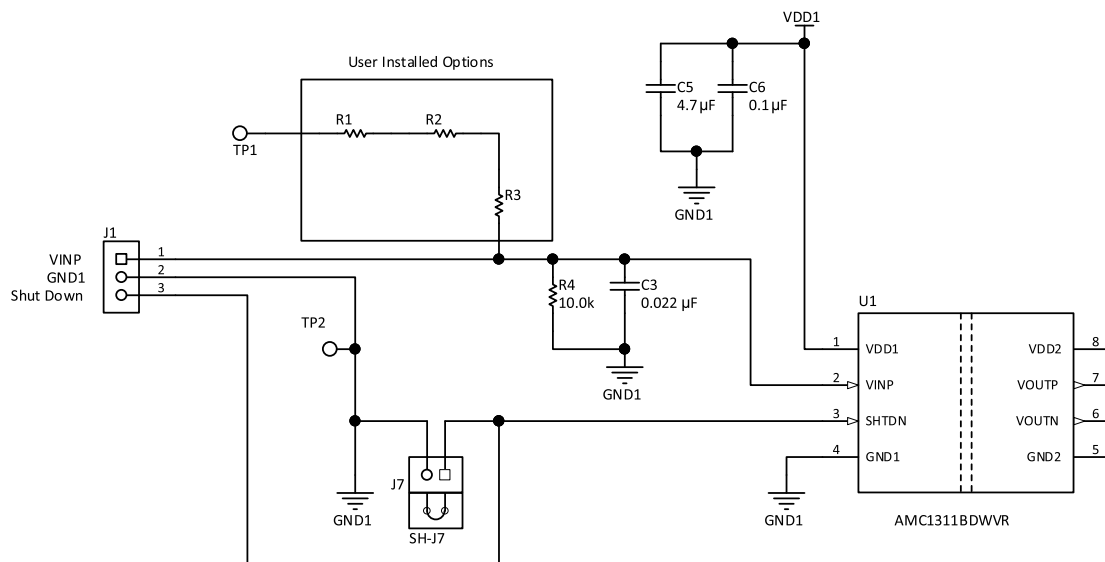 VDD1
User Installed Options
C5
4.7 µF
C6
0.1 µF
R1
R2
TP1
R3
GND1
J1
VINP
GND1
Shut Down
1
2
3
R4
10.0k
C3
0.022 µF
U1
TP2
GND1
1
2
3
4
VDD1
VINP
SHTDN
GND1
VDD2
VOUTP
VOUTN
GND2
8
7
6
5
J7
GND1
SH-J7
GND1
AMC1311BDWVR